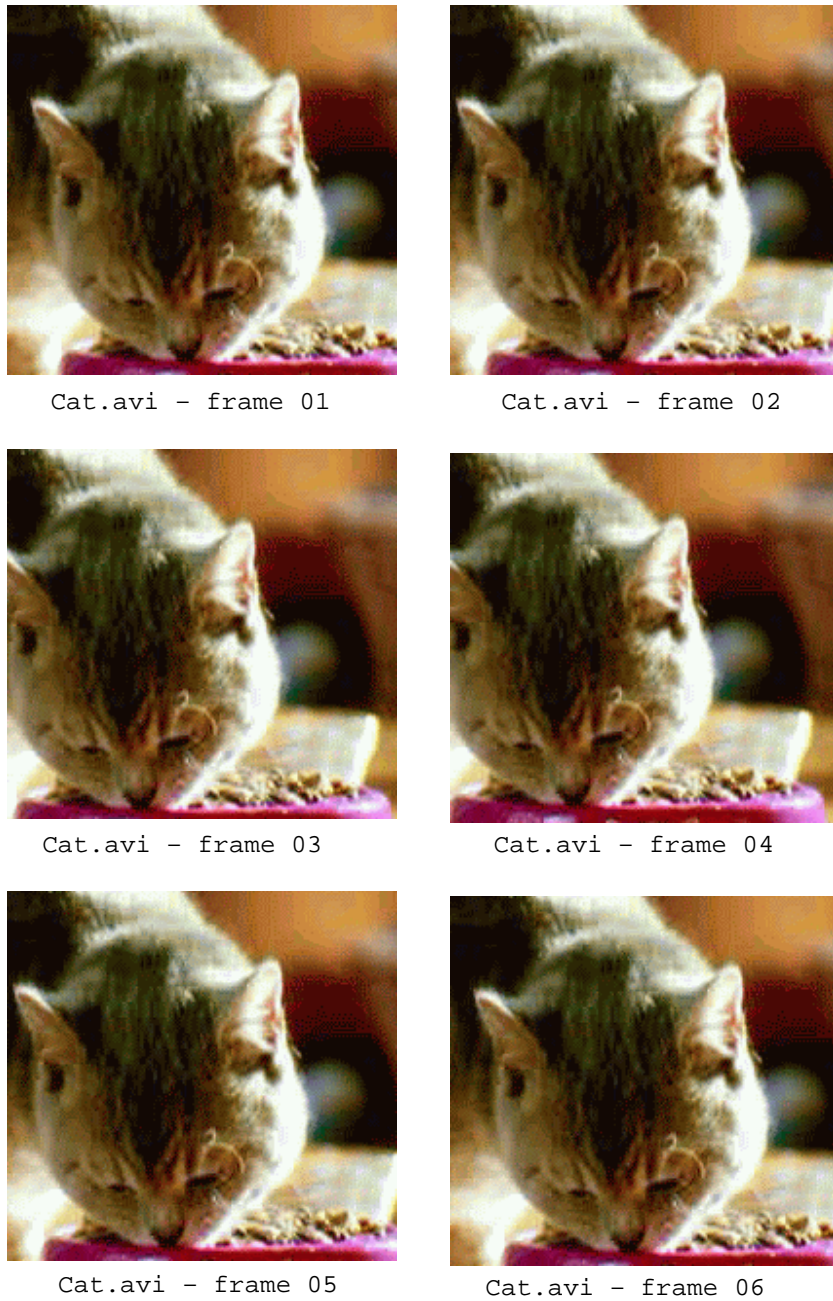 Cat.avi – frame 01
Cat.avi – frame 02
Cat.avi – frame 03
Cat.avi – frame 04
Cat.avi – frame 05
Cat.avi – frame 06